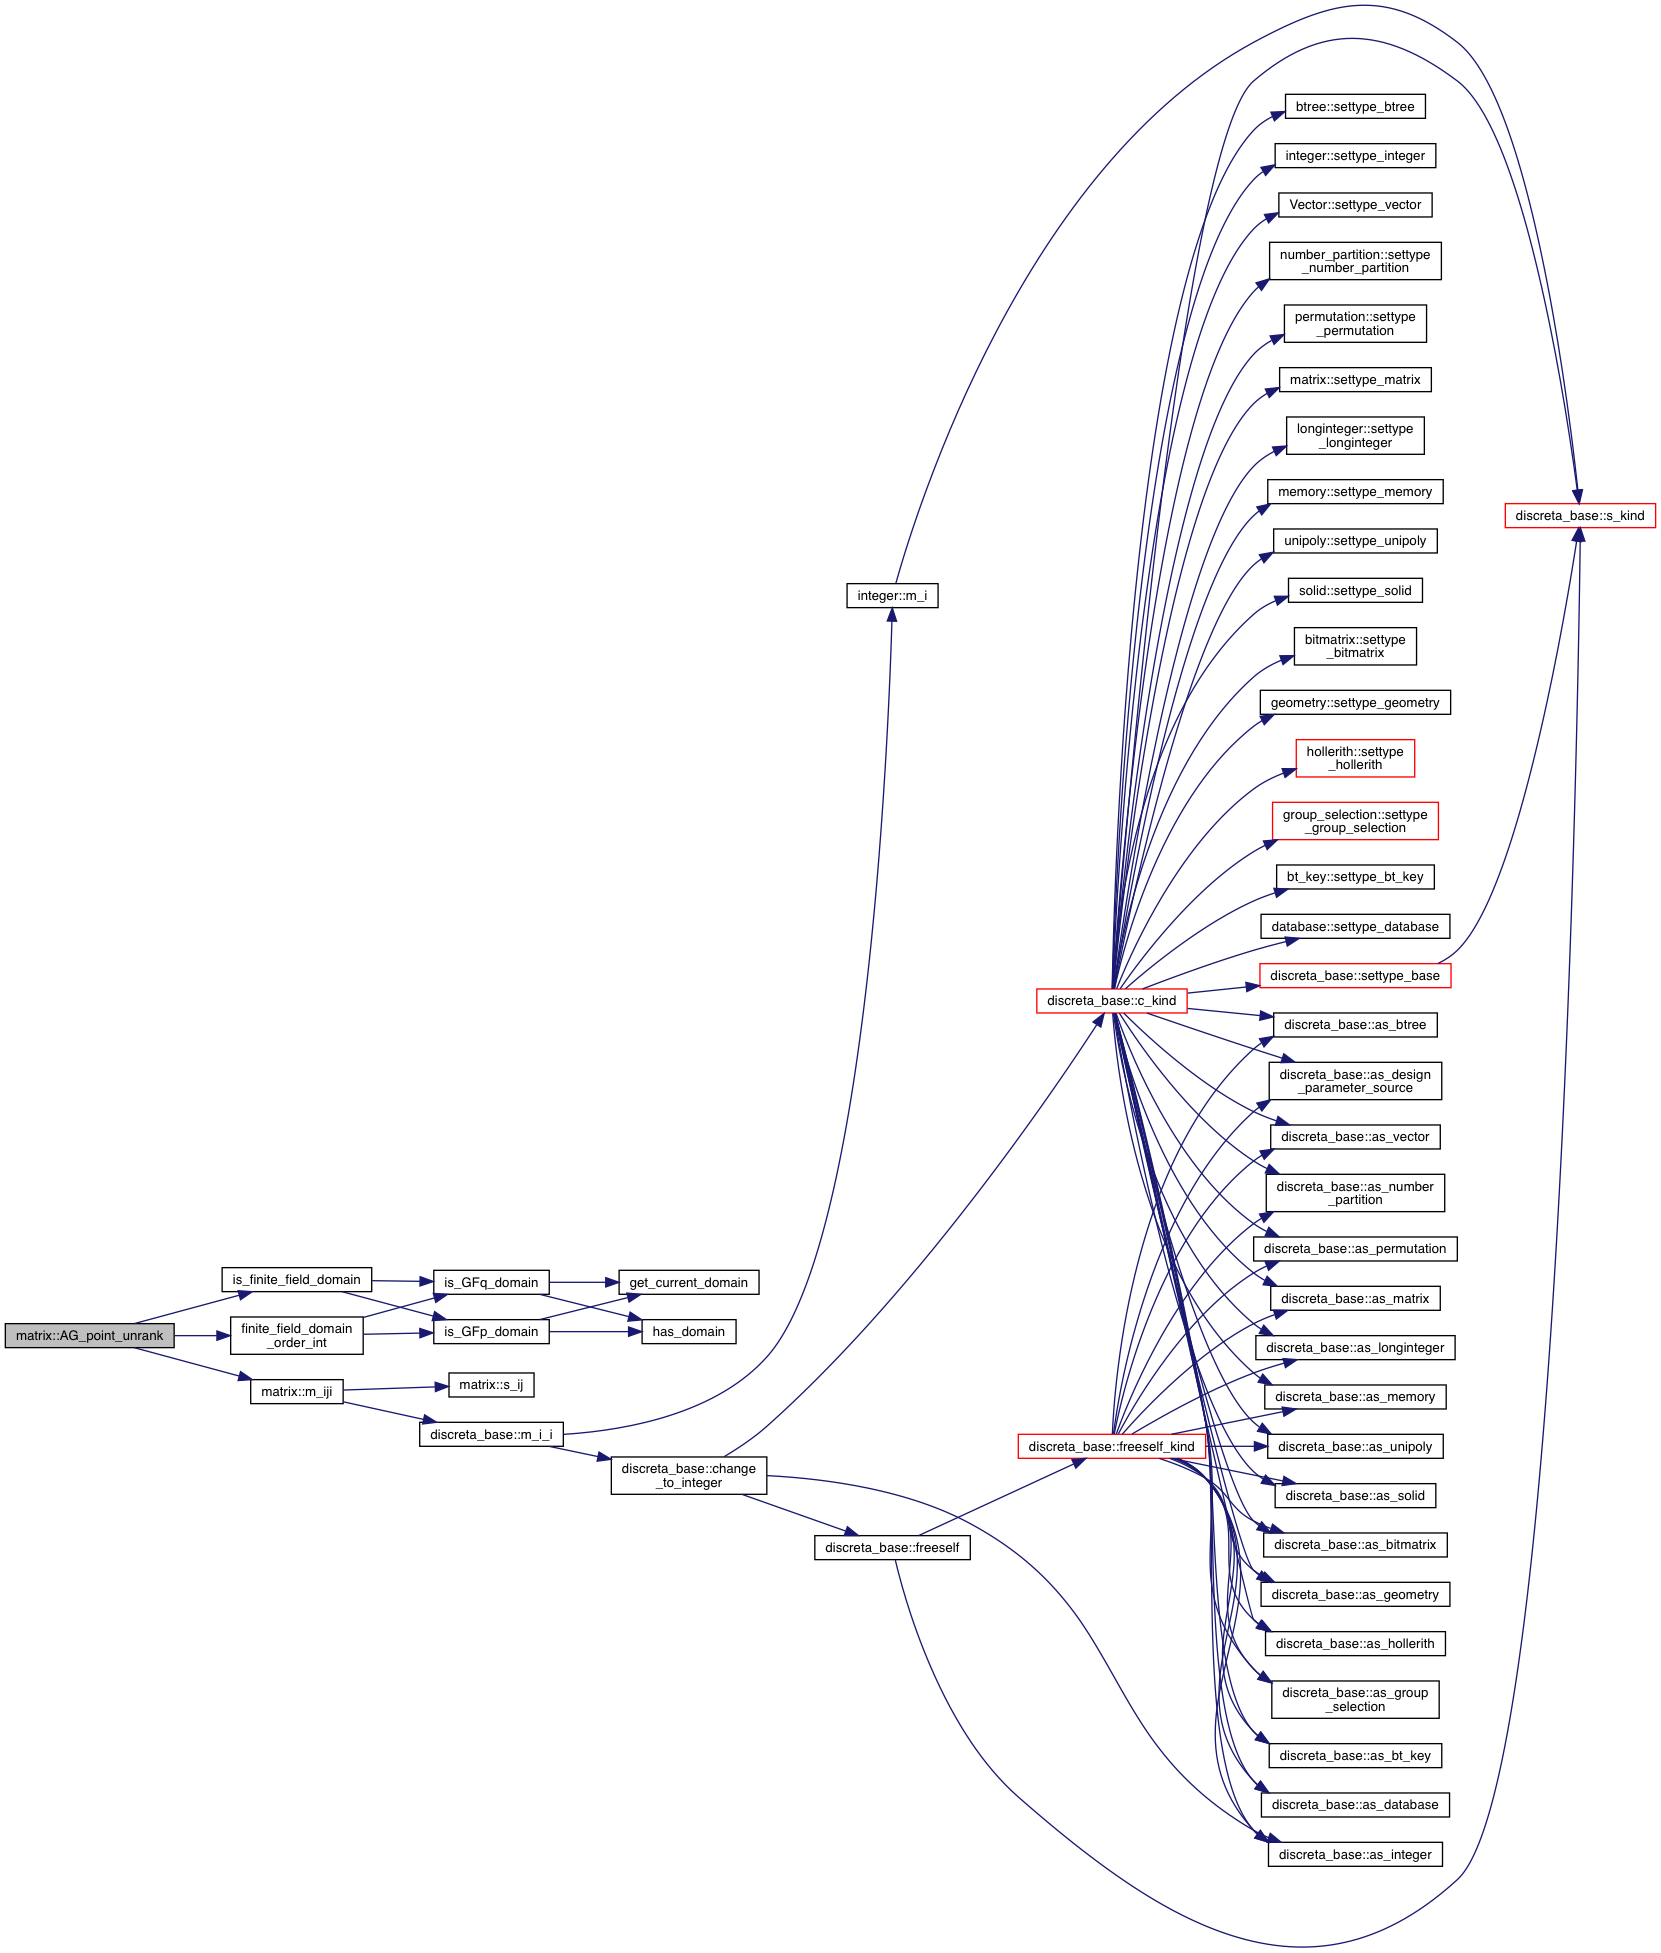 matrix::AG_point_unrank
is_finite_field_domain
finite_field_domain
_order_int
matrix::m_iji
is_GFq_domain
is_GFp_domain
matrix::s_ij
discreta_base::m_i_i
get_current_domain
has_domain
discreta_base::change
_to_integer
integer::m_i
discreta_base::freeself
discreta_base::c_kind
discreta_base::freeself_kind
btree::settype_btree
integer::settype_integer
Vector::settype_vector
number_partition::settype
_number_partition
permutation::settype
_permutation
matrix::settype_matrix
longinteger::settype
_longinteger
memory::settype_memory
unipoly::settype_unipoly
solid::settype_solid
bitmatrix::settype
_bitmatrix
geometry::settype_geometry
hollerith::settype
_hollerith
group_selection::settype
_group_selection
bt_key::settype_bt_key
database::settype_database
discreta_base::settype_base
discreta_base::as_btree
discreta_base::as_design
_parameter_source
discreta_base::as_vector
discreta_base::as_number
_partition
discreta_base::as_permutation
discreta_base::as_matrix
discreta_base::as_longinteger
discreta_base::as_memory
discreta_base::as_unipoly
discreta_base::as_solid
discreta_base::as_bitmatrix
discreta_base::as_geometry
discreta_base::as_hollerith
discreta_base::as_group
_selection
discreta_base::as_bt_key
discreta_base::as_database
discreta_base::as_integer
discreta_base::s_kind